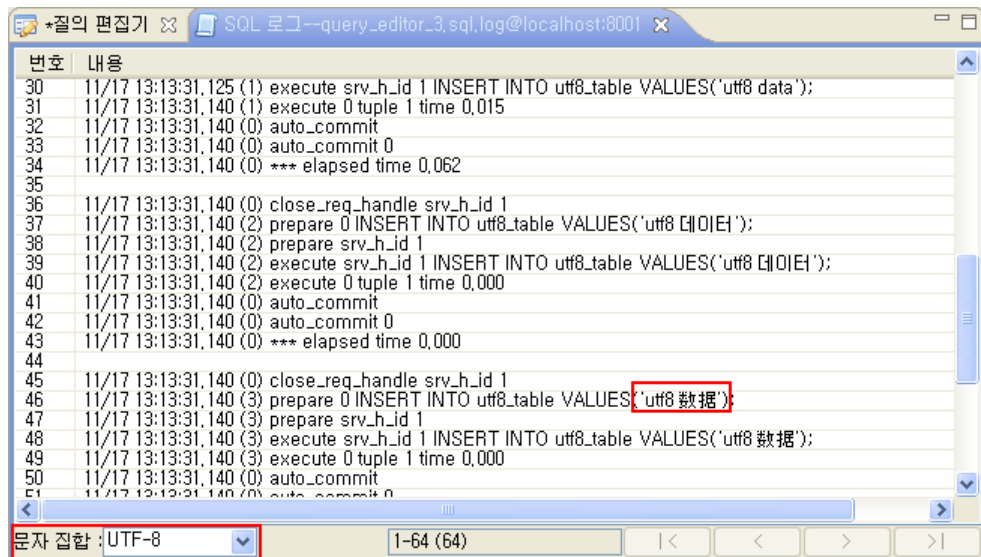 *질의 편집기 SQL 로그--query_editor_3.sql.log@localhost:8001
번호 내용
30 11/17 13:13:31.125 (1) execute srv_h_id 1 INSERT INTO utf8_table VALUES('utf8 data');
31 11/17 13:13:31.140 (1) execute 0 tuple 1 time 0.015
32 11/17 13:13:31.140 (0) auto_commit
33 11/17 13:13:31.140 (0) auto_commit 0
34 11/17 13:13:31.140 (0) *** elapsed time 0.062
35
36 11/17 13:13:31.140 (0) close_req_handle srv_h_id 1
37 11/17 13:13:31.140 (2) prepare 0 INSERT INTO utf8_table VALUES('utf8 데이터');
38 11/17 13:13:31.140 (2) prepare srv_h_id 1
39 11/17 13:13:31.140 (2) execute srv_h_id 1 INSERT INTO utf8_table VALUES('utf8 데이터');
40 11/17 13:13:31.140 (2) execute 0 tuple 1 time 0.000
41 11/17 13:13:31.140 (0) auto_commit
42 11/17 13:13:31.140 (0) auto_commit 0
43 11/17 13:13:31.140 (0) *** elapsed time 0.000
44
45 11/17 13:13:31.140 (0) close_req_handle srv_h_id 1
46 11/17 13:13:31.140 (3) prepare 0 INSERT INTO utf8_table VALUES('utf8 数据');
47 11/17 13:13:31.140 (3) prepare srv_h_id 1
48 11/17 13:13:31.140 (3) execute srv_h_id 1 INSERT INTO utf8_table VALUES('utf8 数据');
49 11/17 13:13:31.140 (3) execute 0 tuple 1 time 0.000
50 11/17 13:13:31.140 (0) auto_commit
51 11/17 13:13:31.140 (0) auto_commit 0
문자 집합 : UTF-8 1-64 (64)